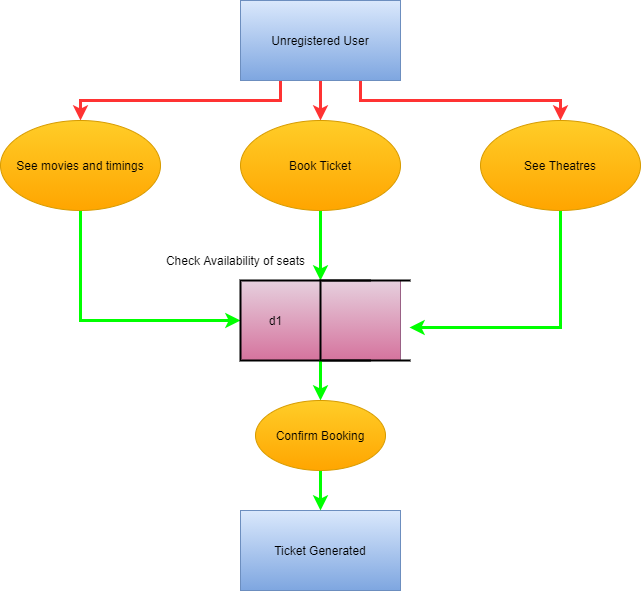 Unregistered User
See movies and timings
Book Ticket
See Theatres
Check Availability of seats
d1
Confirm Booking
Ticket Generated